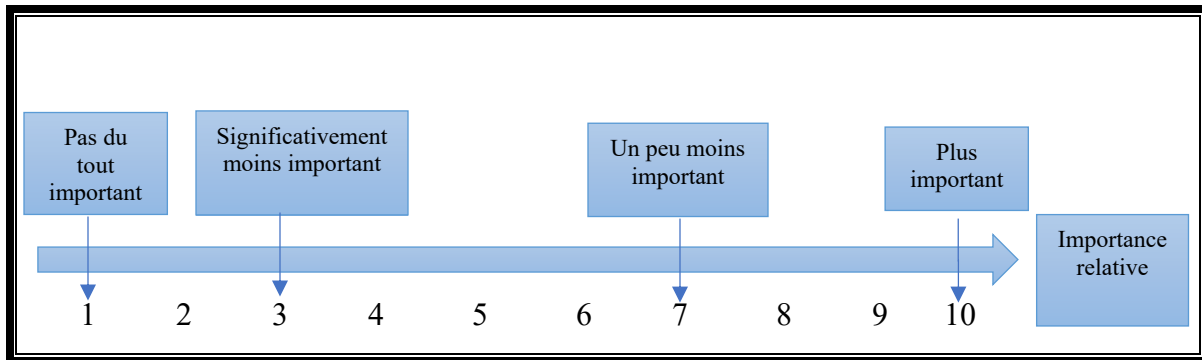 Pas du
tout
important
Significativement
moins important
Un peu moins
important
Plus
important
Importance
relative
1 2 3 4 5 6 7 8 9 10